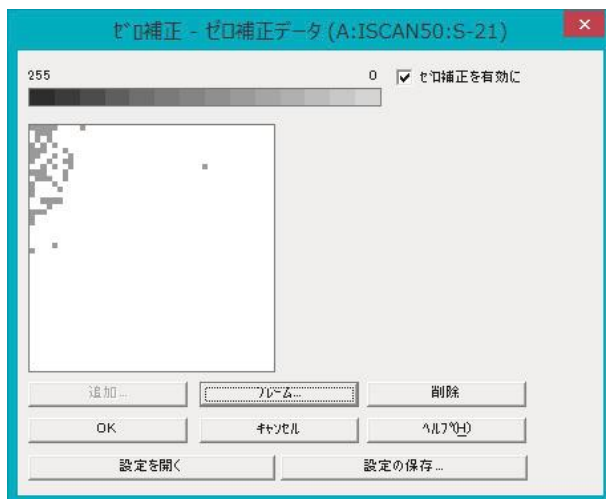 ｾﾞﾛ補正 - ゼロ補正データ (A:ISCAN50:S-21)
255 0 ｾﾞﾛ補正を有効に
追加... ﾌﾚｰﾑ... 削除
OK ｷｬﾝｾﾙ ﾍﾙﾌﾟ(H)
設定を開く 設定の保存...